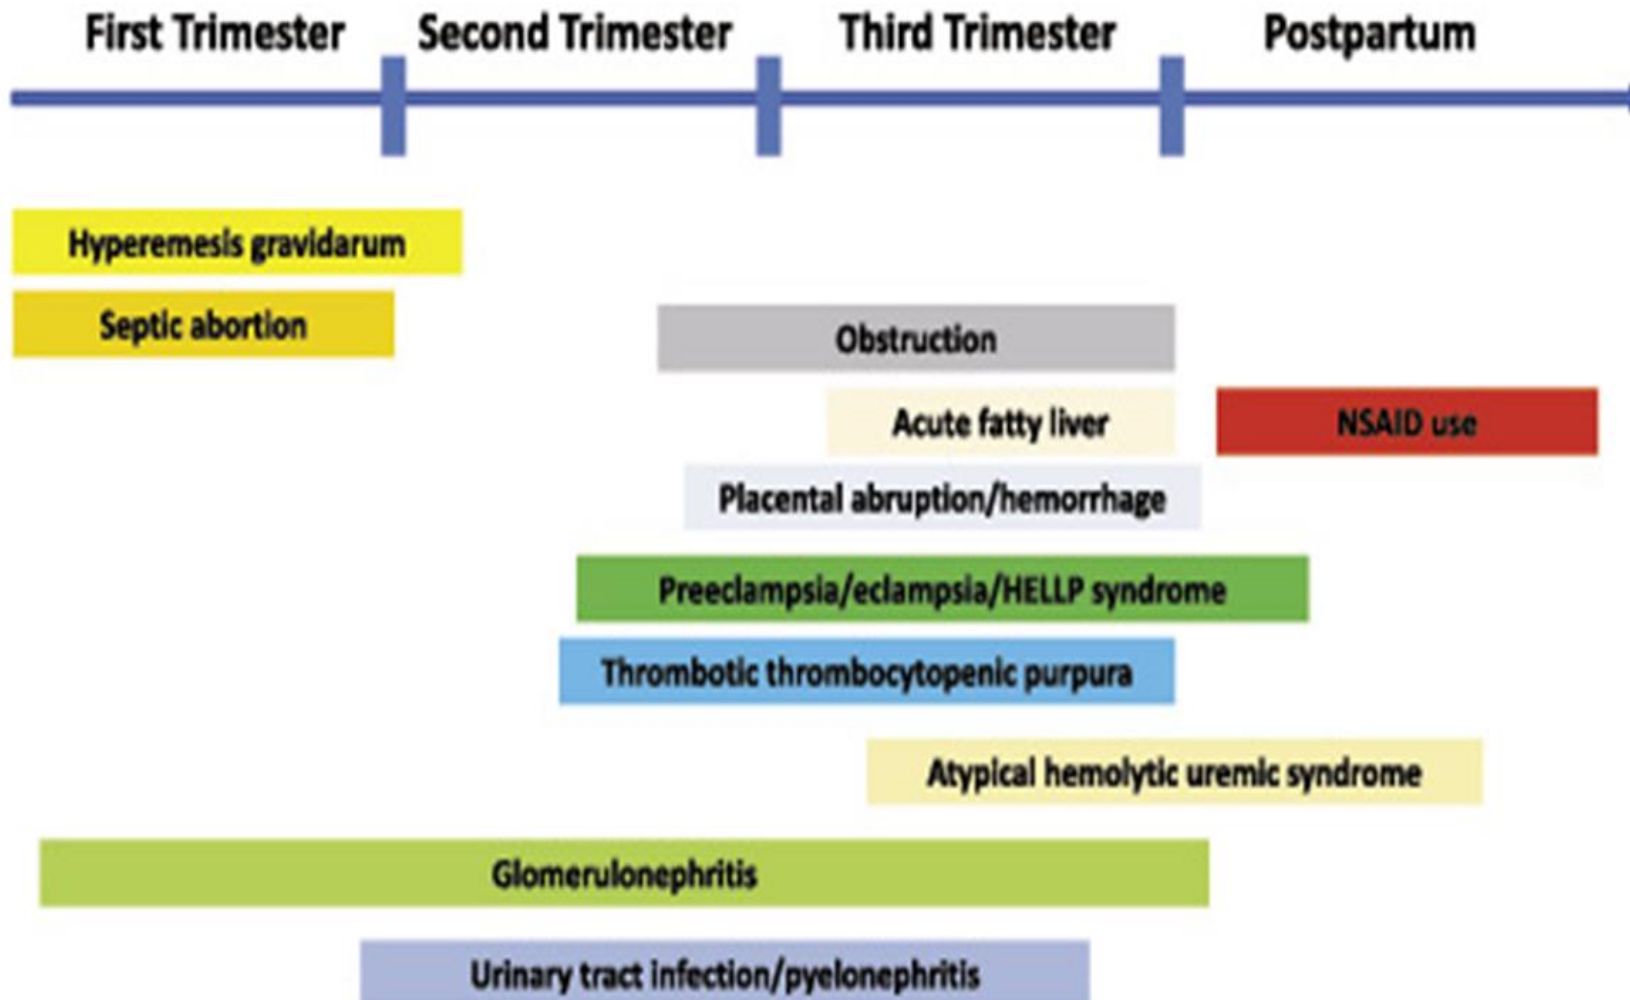 First Trimester Second Trimester Third Trimester Postpartum
Hyperemesis gravidarum
Septic abortion
Obstruction
Acute fatty liver
NSAID use
Placental abruption/hemorrhage
Preeclampsia/eclampsia/HELLP syndrome
Thrombotic thrombocytopenic purpura
Atypical hemolytic uremic syndrome
Glomerulonephritis
Urinary tract infection/pyelonephritis